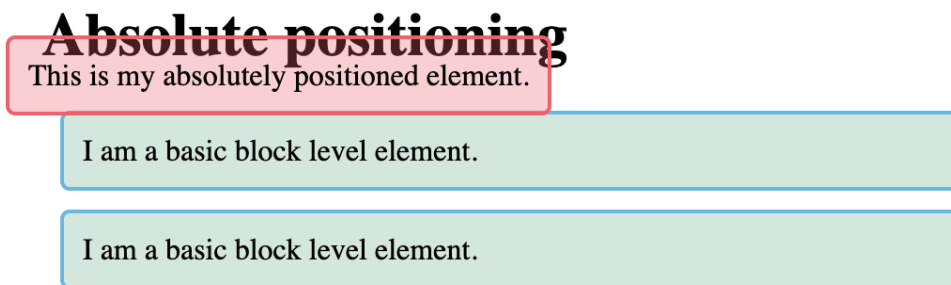 Absolute positioning
This is my absolutely positioned element.
I am a basic block level element.
I am a basic block level element.